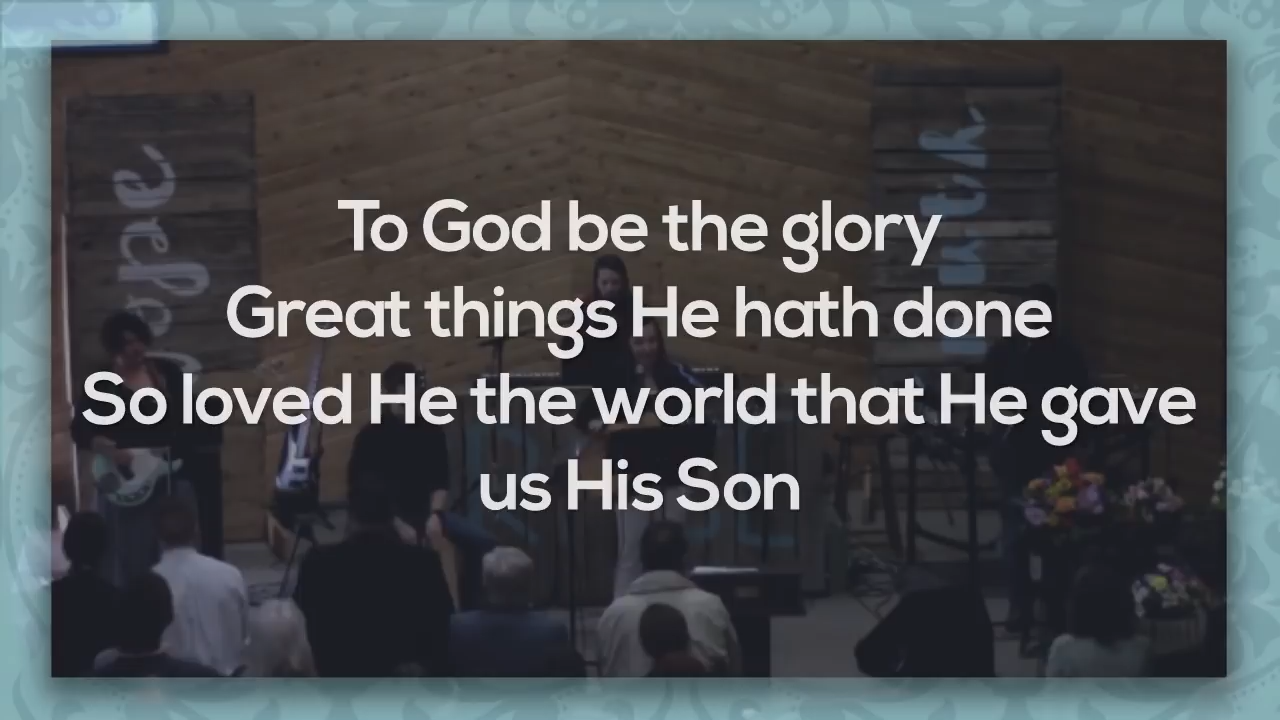 To God be the glory
Great things He hath done
So loved He the world that He gave
us His Son